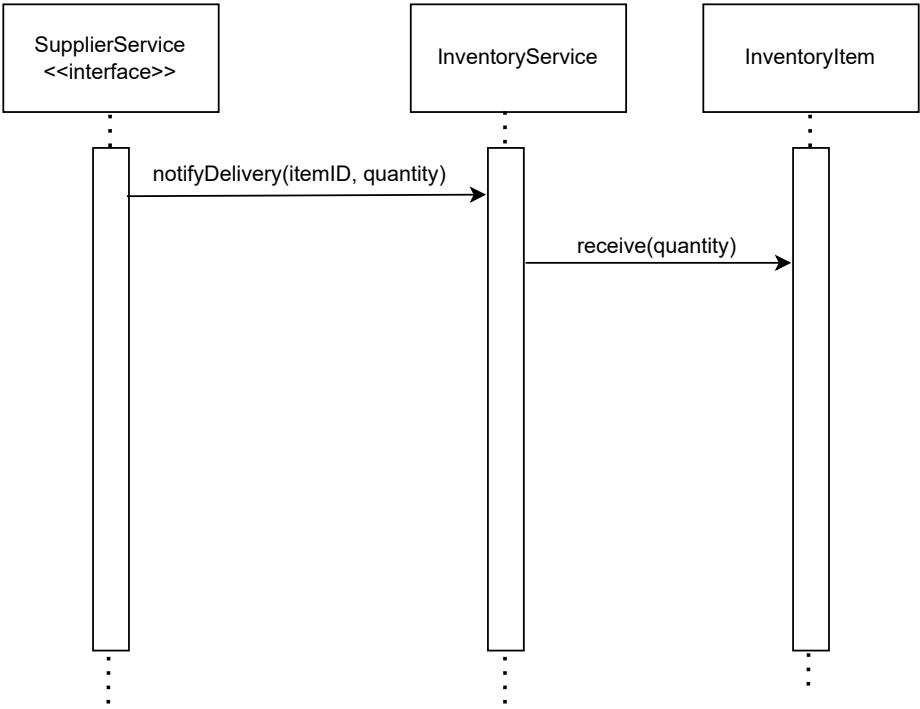 SupplierService
<<interface>>
InventoryService
InventoryItem
notifyDelivery(itemID, quantity)
receive(quantity)